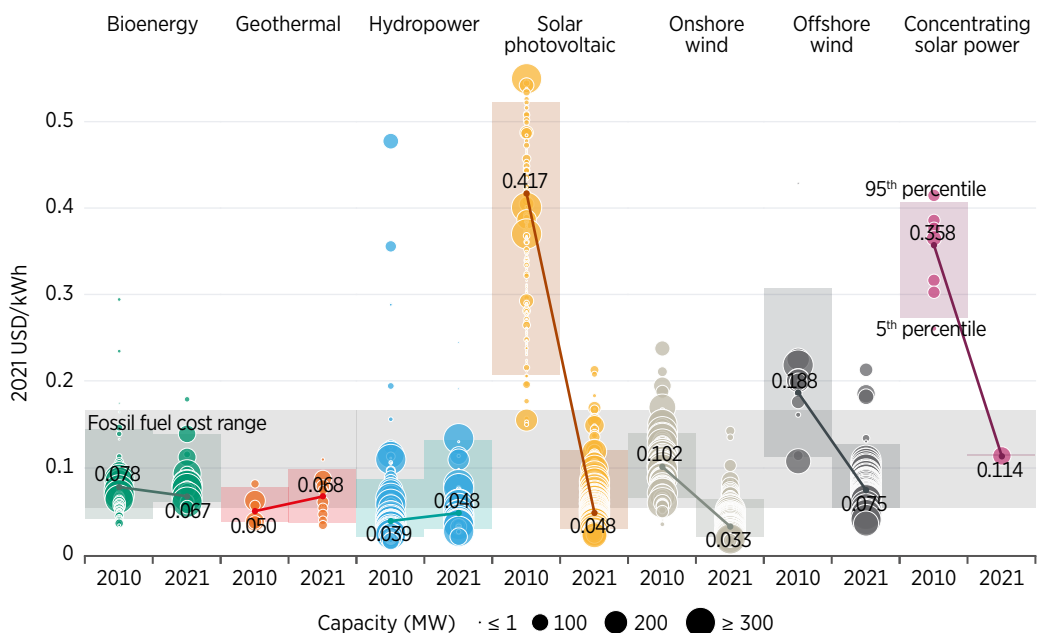 Bioenergy Geothermal Hydropower Solar photovoltaic Onshore wind Offshore wind Concentrating solar power
2021 USD/kWh
0.5
0.4
0.3
0.2
0.1
0
95th percentile
5th percentile
Fossil fuel cost range
0.078
0.067
0.050
0.068
0.039
0.048
0.417
0.048
0.102
0.033
0.188
0.075
0.358
0.114
2010 2021 2010 2021 2010 2021 2010 2021 2010 2021 2010 2021 2010 2021
Capacity (MW) · ≤ 1 100 200 ≥ 300